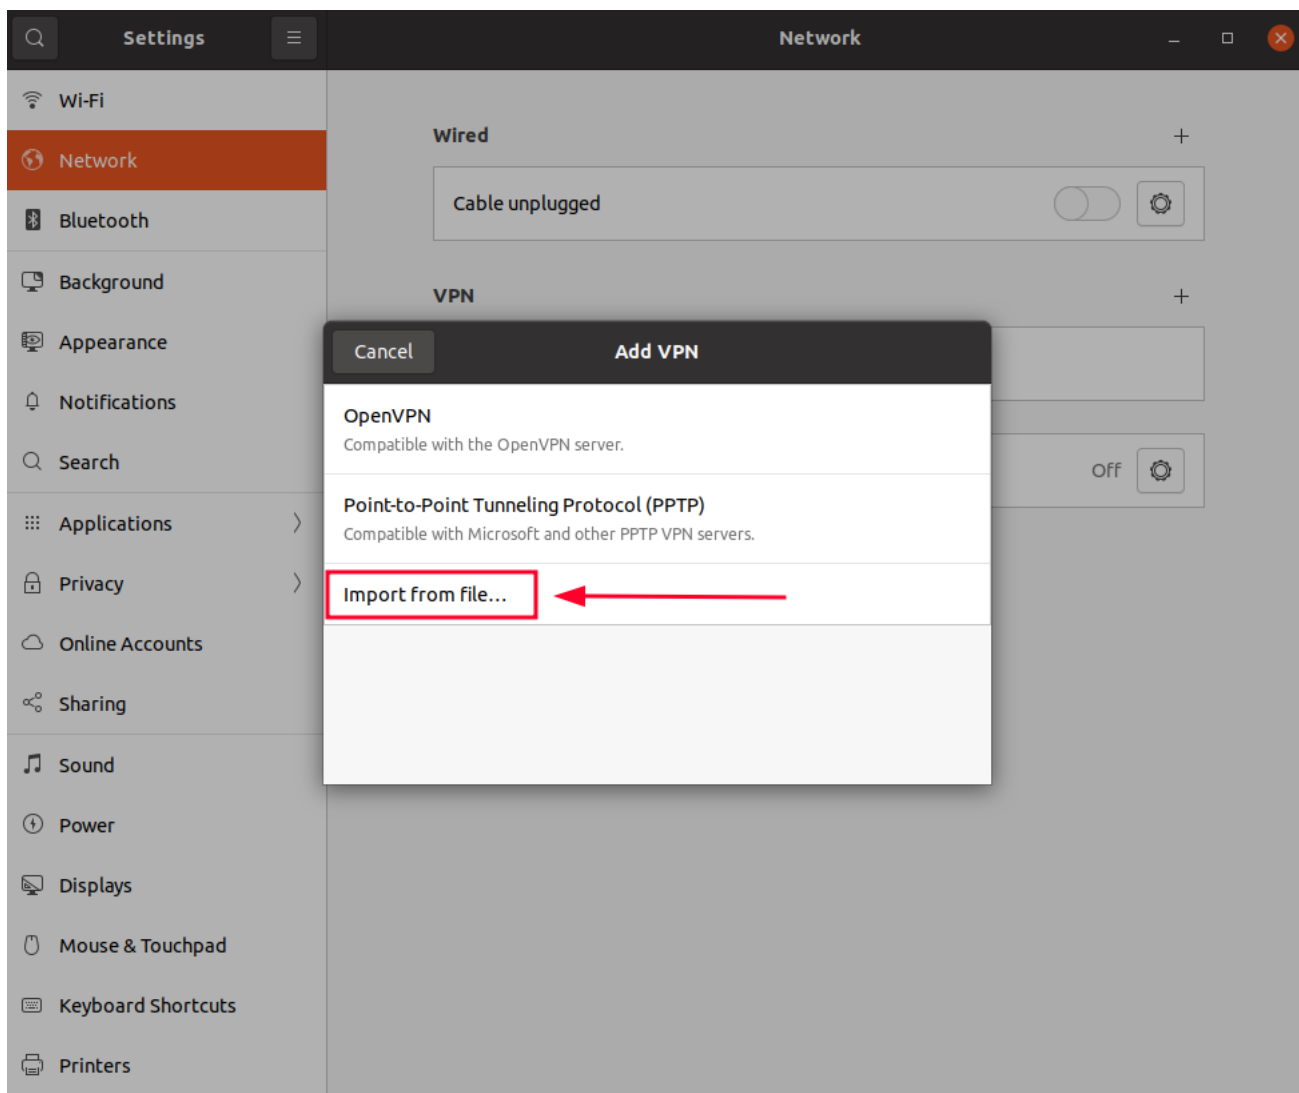 Settings
Network
Wi-Fi
Network
Bluetooth
Background
Appearance
Notifications
Search
Applications
Privacy
Online Accounts
Sharing
Sound
Power
Displays
Mouse & Touchpad
Keyboard Shortcuts
Printers
Wired
Cable unplugged
VPN
Off
Cancel
Add VPN
OpenVPN
Compatible with the OpenVPN server.
Point-to-Point Tunneling Protocol (PPTP)
Compatible with Microsoft and other PPTP VPN servers.
Import from file...